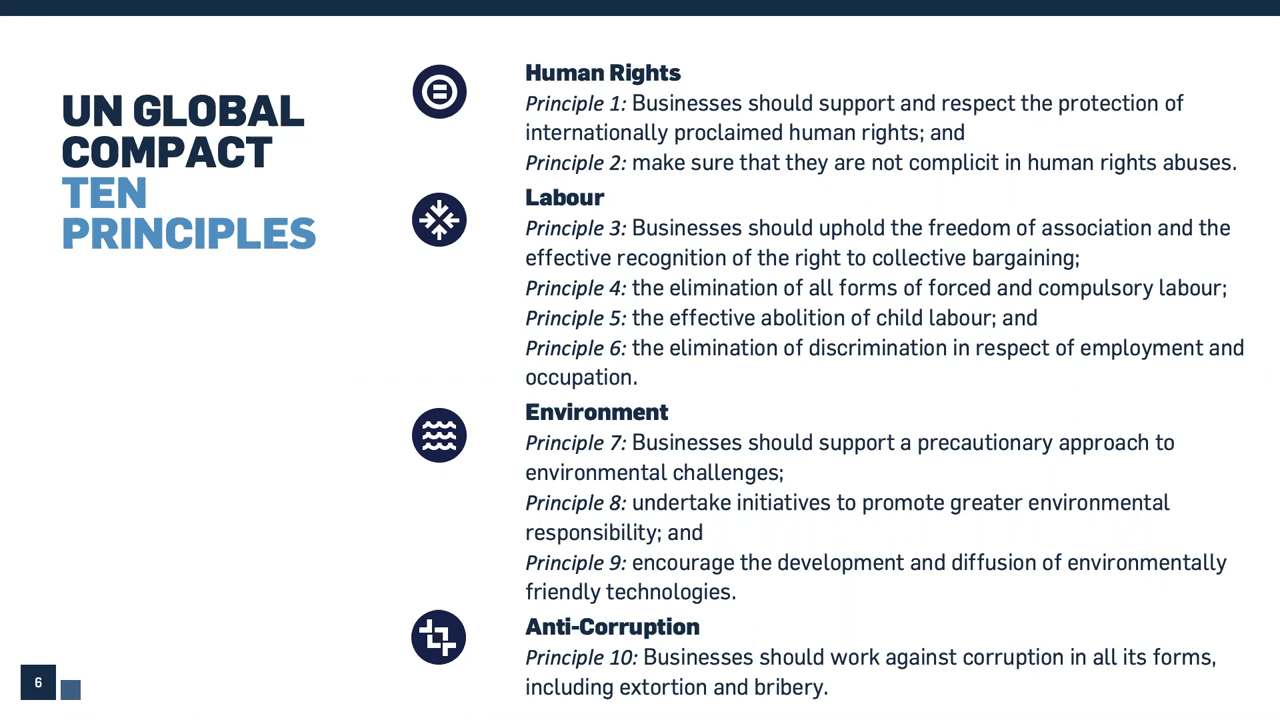 UN GLOBAL
COMPACT
TEN
PRINCIPLES
Human Rights
Principle 1: Businesses should support and respect the protection of
internationally proclaimed human rights; and
Principle 2: make sure that they are not complicit in human rights abuses.
Labour
Principle 3: Businesses should uphold the freedom of association and the
effective recognition of the right to collective bargaining;
Principle 4: the elimination of all forms of forced and compulsory labour;
Principle 5: the effective abolition of child labour; and
Principle 6: the elimination of discrimination in respect of employment and
occupation.
Environment
Principle 7: Businesses should support a precautionary approach to
environmental challenges;
Principle 8: undertake initiatives to promote greater environmental
responsibility; and
Principle 9: encourage the development and diffusion of environmentally
friendly technologies.
Anti-Corruption
Principle 10: Businesses should work against corruption in all its forms,
including extortion and bribery.
6